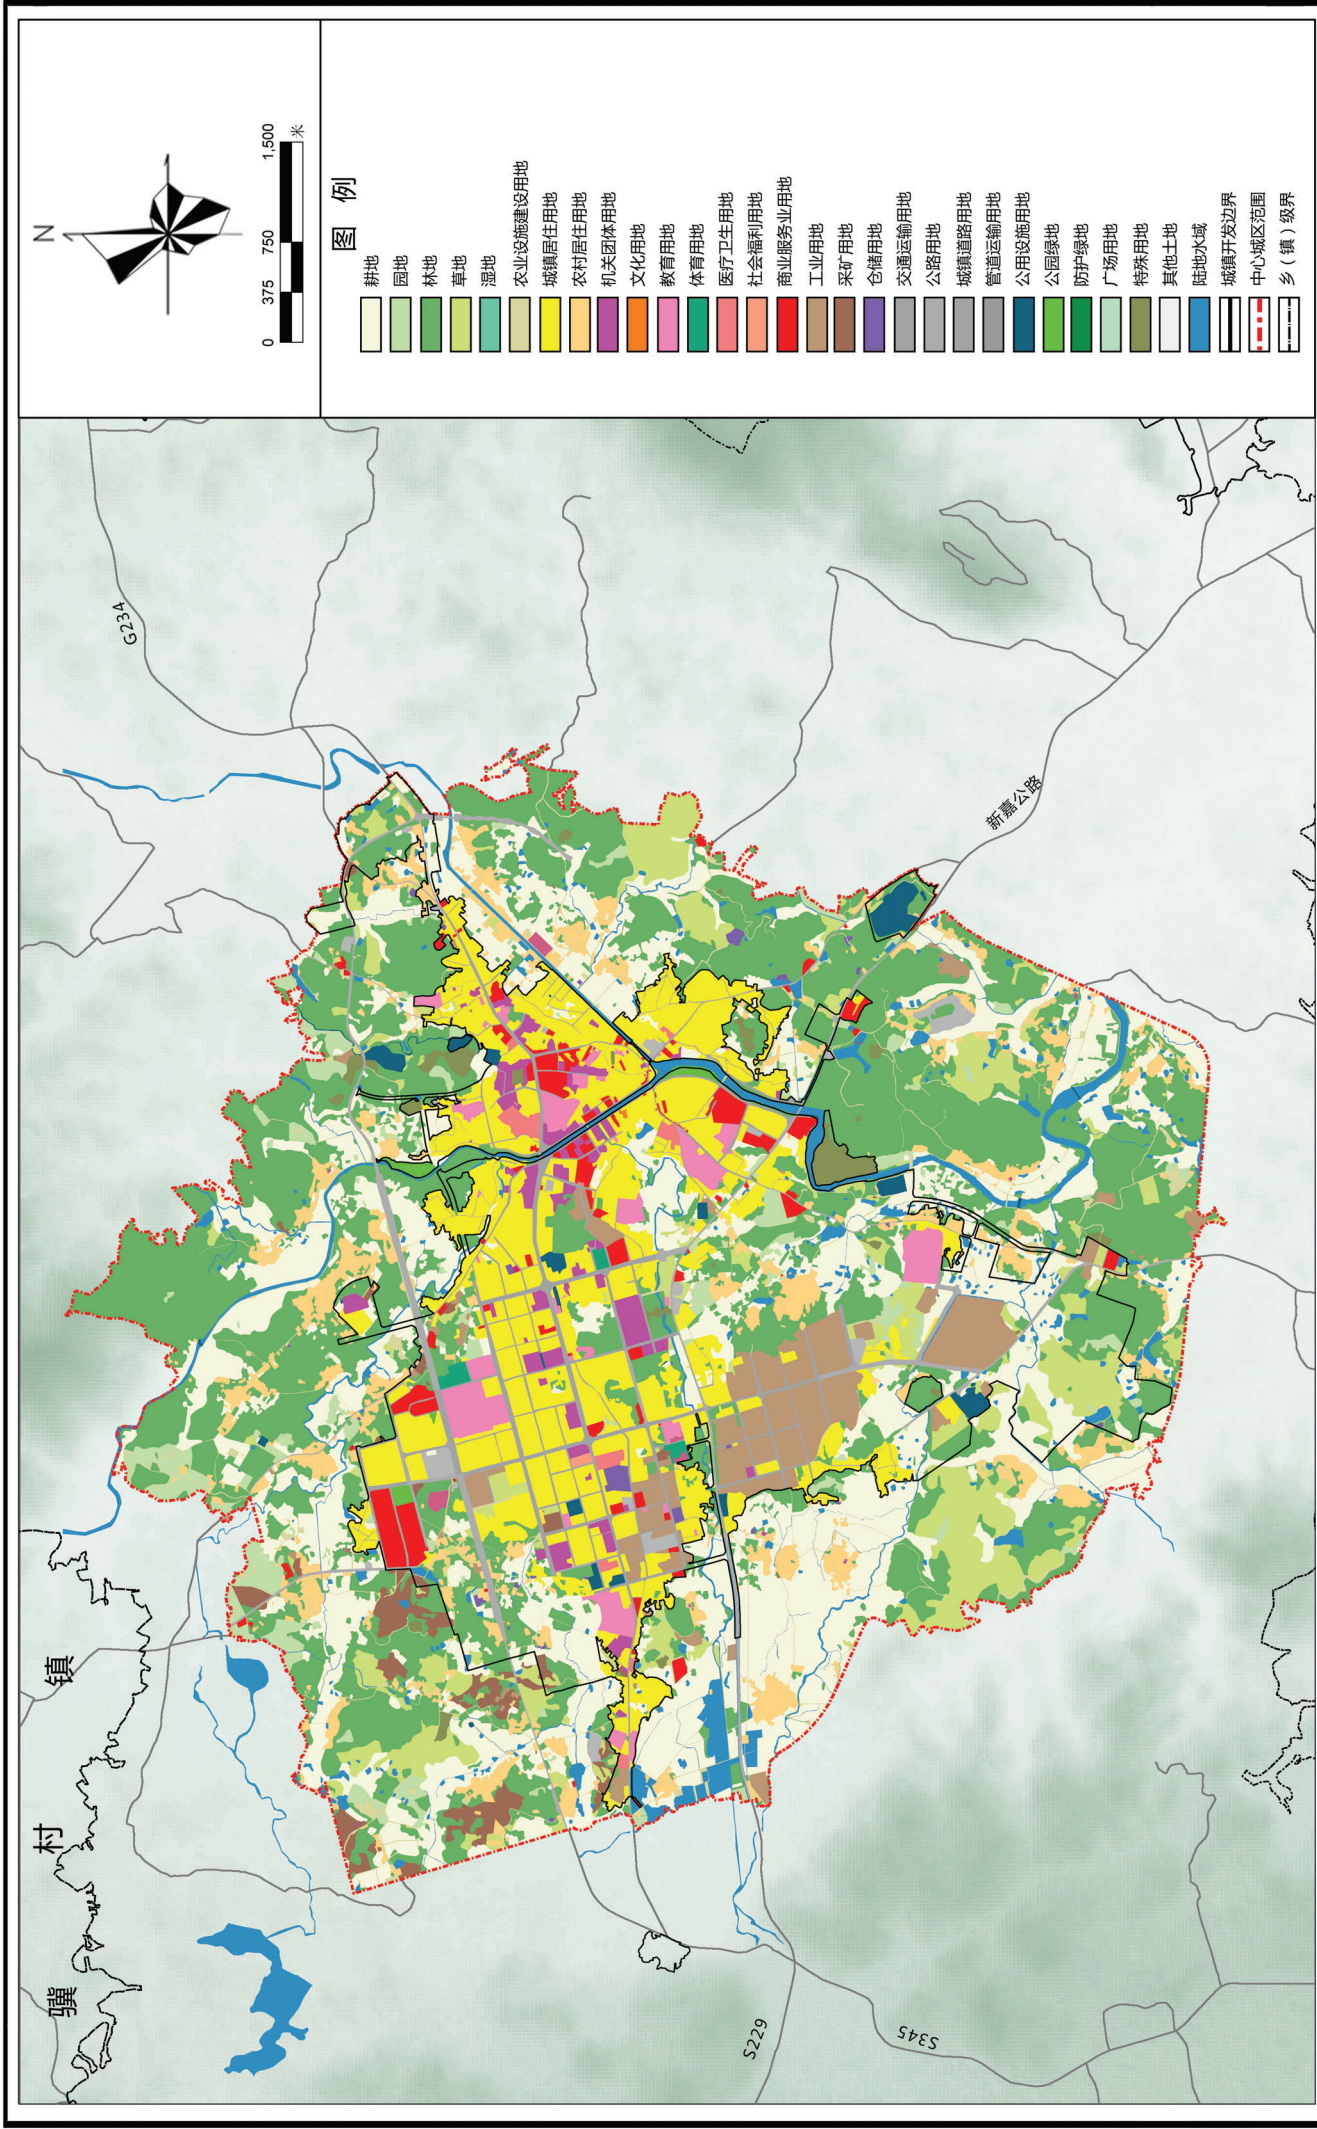 N
0 375 750 1,500
米
图 例
耕地
园地
林地
草地
湿地
农业设施建设用地
城镇居住用地
农村居住用地
机关团体用地
文化用地
教育用地
体育用地
医疗卫生用地
社会福利用地
商业服务业用地
工业用地
采矿用地
仓储用地
交通运输用地
公路用地
城镇道路用地
管道运输用地
公用设施用地
公园绿地
防护绿地
广场用地
特殊用地
其他土地
陆地水域
城镇开发边界
中心城区范围
乡（镇）级界
骥村镇
G234
新嘉公路
S229
S345